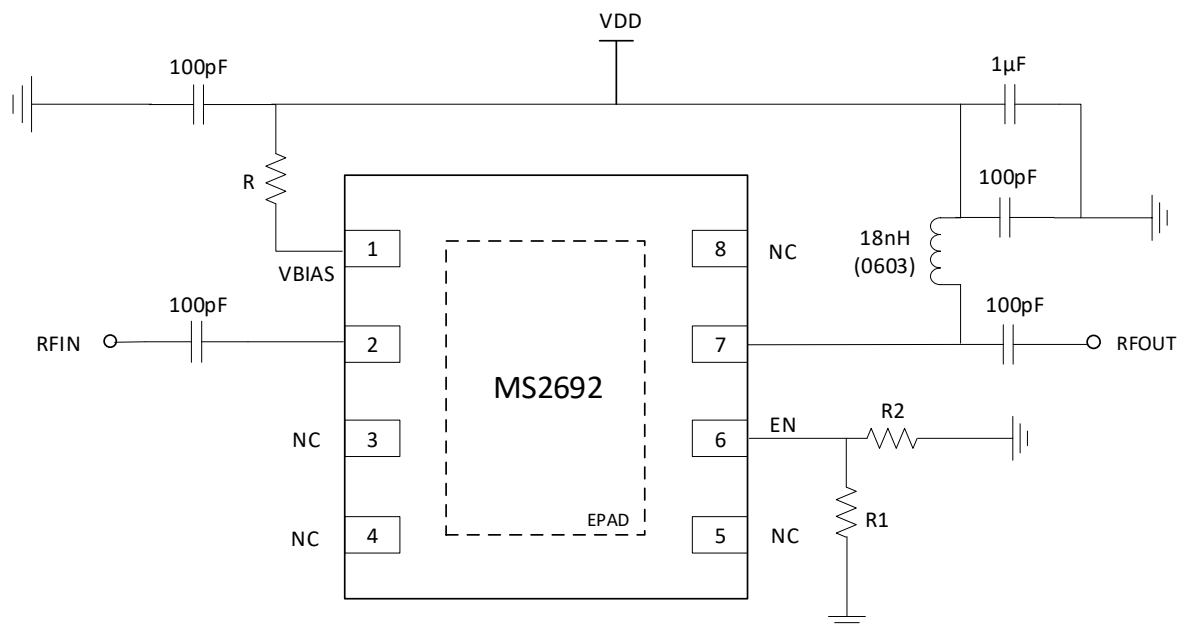 VDD
100pF
1µF
R
100pF
1
8
NC
18nH
(0603)
VBIAS
100pF
100pF
RFIN
2
7
RFOUT
MS2692
R2
EN
NC
3
6
R1
EPAD
NC
4
5
NC